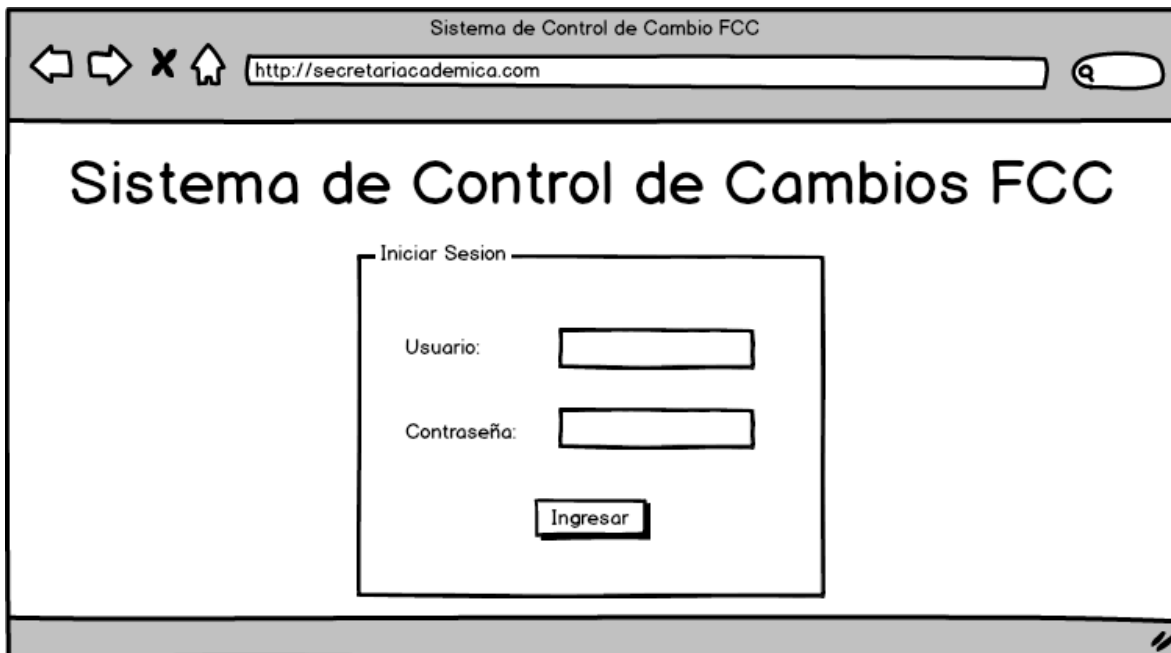 Sistema de Control de Cambio FCC
http://secretariacademica.com
Sistema de Control de Cambios FCC
Iniciar Sesion
Usuario:
Contraseña:
Ingresar